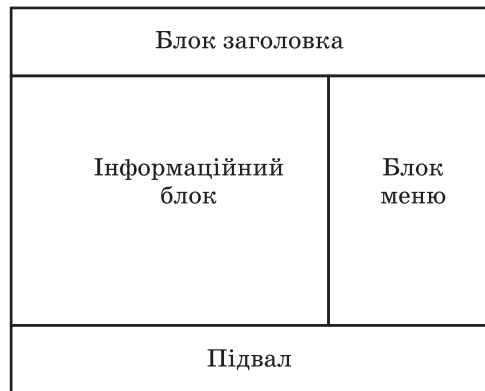 Блок заголовка
Інформаційний
блок
Блок
меню
Підвал